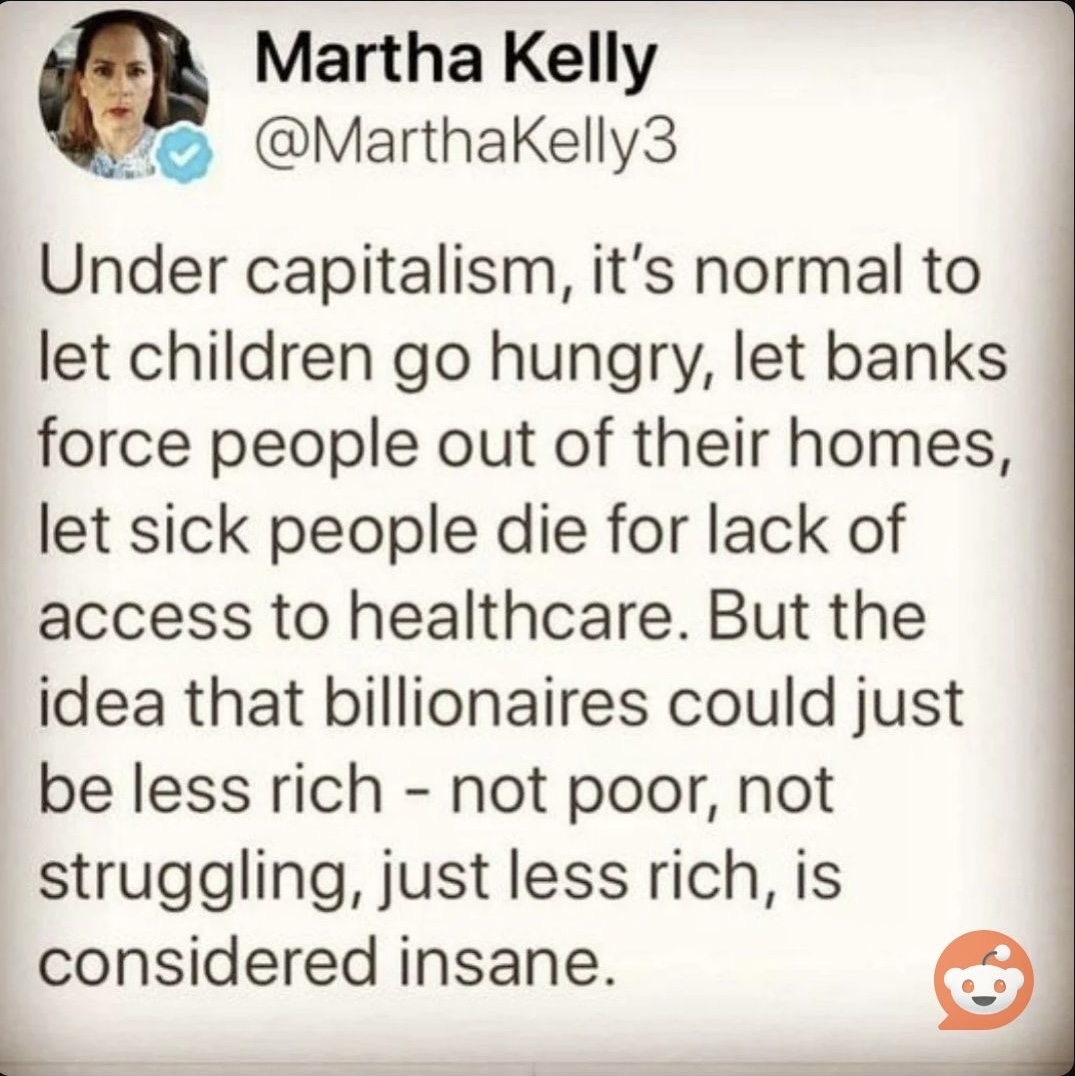 Martha Kelly
@MarthaKelly3
Under capitalism, it’s normal to
let children go hungry, let banks
force people out of their homes,
let sick people die for lack of
access to healthcare. But the
idea that billionaires could just
be less rich - not poor, not
struggling, just less rich, is
considered insane.